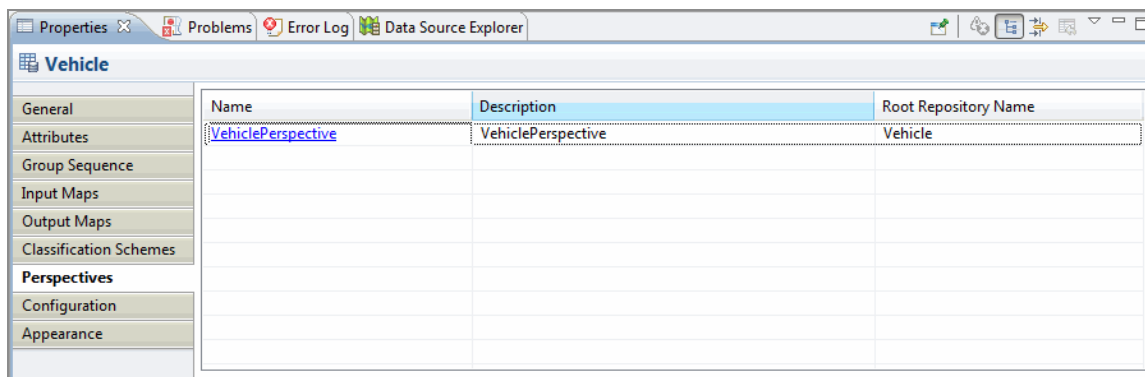 Properties Problems Error Log Data Source Explorer
Vehicle
General
Attributes
Group Sequence
Input Maps
Output Maps
Classification Schemes
Perspectives
Configuration
Appearance
Name Description Root Repository Name
VehiclePerspective VehiclePerspective Vehicle